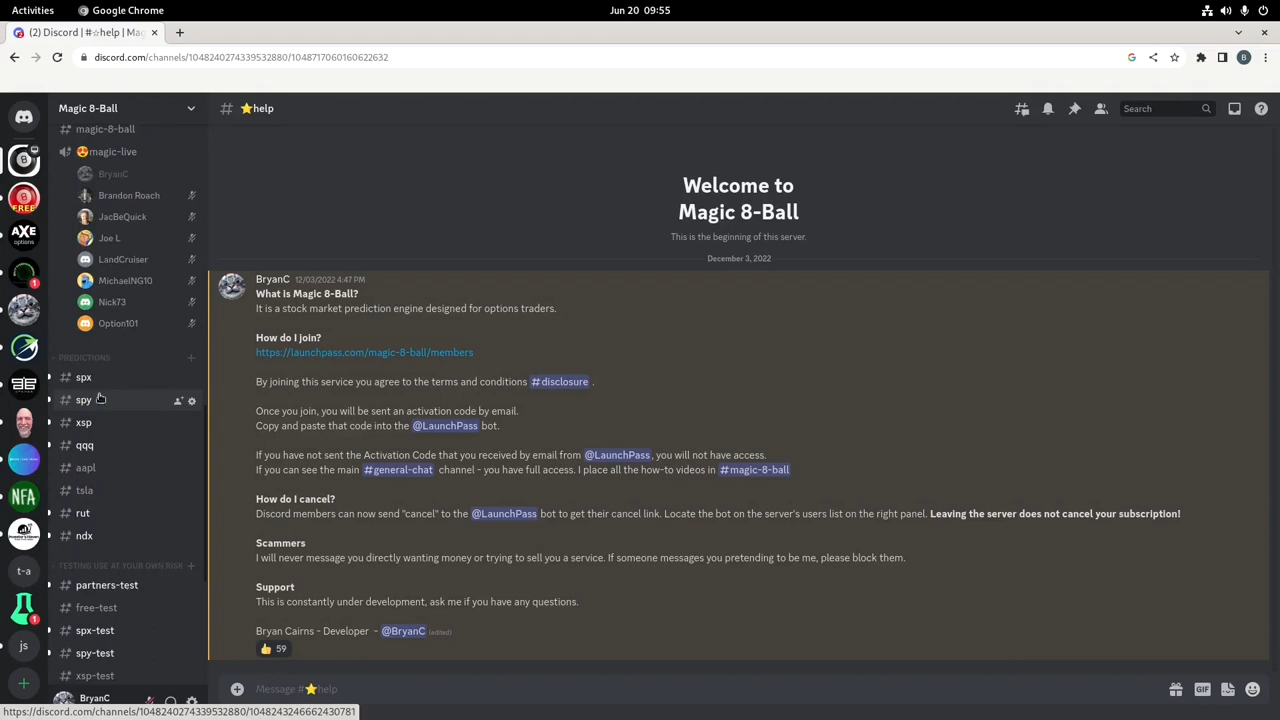 Activities
Google Chrome
Jun 20 09:55
(2) Discord | #☆help | Mag
discord.com/channels/1048240274339532880/1048717060160622632
B
Magic 8-Ball
# ⭐help
Search
magic-8-ball
😍magic-live
BryanC
Brandon Roach
JacBeQuick
Joe L
LandCruiser
MichaelNG10
Nick73
Option101
PREDICTIONS
spx
spy
xsp
qqq
aapl
tsla
rut
ndx
TESTING USE AT YOUR OWN RISK
partners-test
free-test
spx-test
spy-test
xsp-test
BryanC
FREE
AXE
options
1
NFA
t-a
1
js
Welcome to
Magic 8-Ball
This is the beginning of this server.
December 3, 2022
BryanC 12/03/2022 4:47 PM
What is Magic 8-Ball?
It is a stock market prediction engine designed for options traders.
How do I join?
https://launchpass.com/magic-8-ball/members
By joining this service you agree to the terms and conditions #disclosure .
Once you join, you will be sent an activation code by email.
Copy and paste that code into the @LaunchPass bot.
If you have not sent the Activation Code that you received by email from @LaunchPass, you will not have access.
If you can see the main #general-chat channel - you have full access. I place all the how-to videos in #magic-8-ball
How do I cancel?
Discord members can now send "cancel" to the @LaunchPass bot to get their cancel link. Locate the bot on the server's users list on the right panel. Leaving the server does not cancel your subscription!
Scammers
I will never message you directly wanting money or trying to sell you a service. If someone messages you pretending to be me, please block them.
Support
This is constantly under development, ask me if you have any questions.
Bryan Cairns - Developer - @BryanC (edited)
👍 59
Message #⭐help
GIF
https://discord.com/channels/1048240274339532880/1048243246662430781